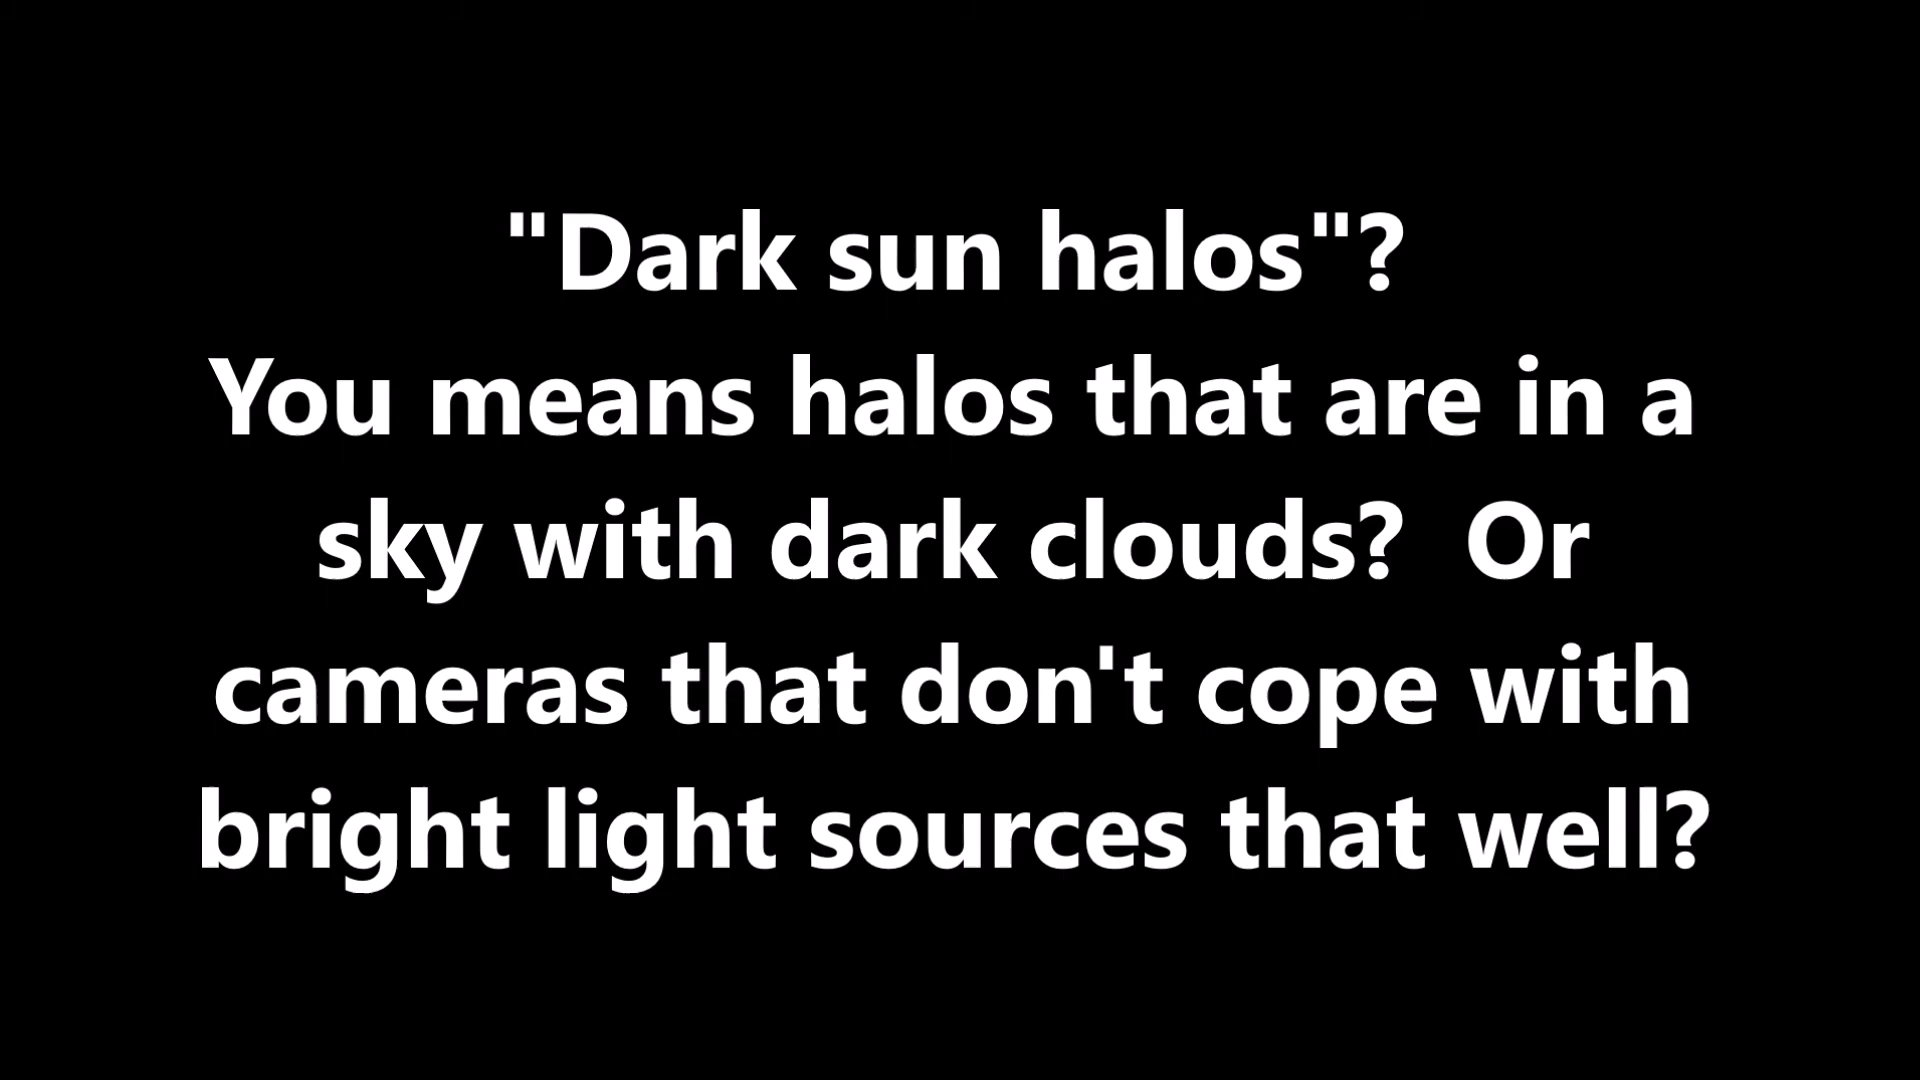 "Dark sun halos"?
You means halos that are in a
sky with dark clouds?  Or
cameras that don't cope with
bright light sources that well?